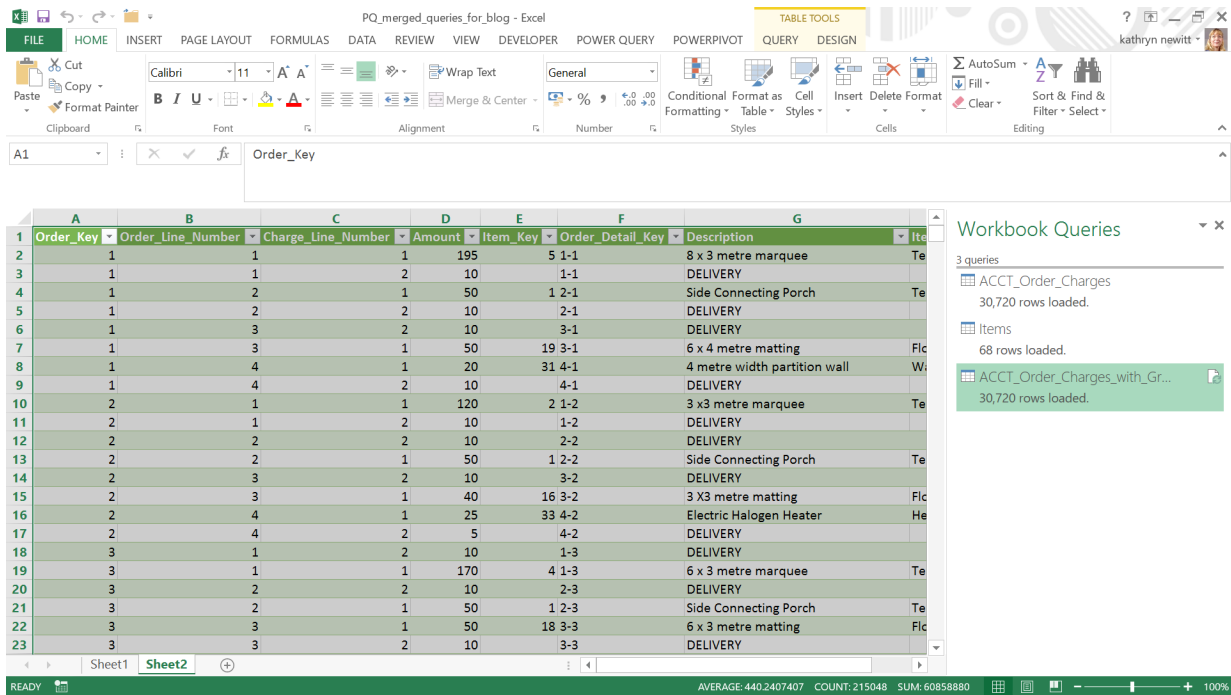 PQ_merged_queries_for_blog - Excel
TABLE TOOLS
?
FILE HOME INSERT PAGE LAYOUT FORMULAS DATA REVIEW VIEW DEVELOPER POWER QUERY POWERPIVOT QUERY DESIGN kathryn newitt
Paste
Cut
Copy
Format Painter
Clipboard
Calibri 11 A A
B I U A
Font
Wrap Text
Merge & Center
Alignment
General
% , .0 .00 .00 .0
Number
Conditional Formatting
Format as Table
Cell Styles
Styles
Insert Delete Format
Cells
Σ AutoSum
Fill
Clear
A Z
Sort & Filter
Find & Select
Editing
A1 fx Order_Key
A B C D E F G
1 Order_Key Order_Line_Number Charge_Line_Number Amount Item_Key Order_Detail_Key Description Ite
2 1 1 1 195 5 1-1 8 x 3 metre marquee Te
3 1 1 2 10 1-1 DELIVERY
4 1 2 1 50 1 2-1 Side Connecting Porch Te
5 1 2 2 10 2-1 DELIVERY
6 1 3 2 10 3-1 DELIVERY
7 1 3 1 50 19 3-1 6 x 4 metre matting Flo
8 1 4 1 20 31 4-1 4 metre width partition wall Wa
9 1 4 2 10 4-1 DELIVERY
10 2 1 1 120 2 1-2 3 x3 metre marquee Te
11 2 1 2 10 1-2 DELIVERY
12 2 2 2 10 2-2 DELIVERY
13 2 2 1 50 1 2-2 Side Connecting Porch Te
14 2 3 2 10 3-2 DELIVERY
15 2 3 1 40 16 3-2 3 X3 metre matting Flo
16 2 4 1 25 33 4-2 Electric Halogen Heater He
17 2 4 2 5 4-2 DELIVERY
18 3 1 2 10 1-3 DELIVERY
19 3 1 1 170 4 1-3 6 x 3 metre marquee Te
20 3 2 2 10 2-3 DELIVERY
21 3 2 1 50 1 2-3 Side Connecting Porch Te
22 3 3 1 50 18 3-3 6 x 3 metre matting Flo
23 3 3 2 10 3-3 DELIVERY
Workbook Queries
3 queries
ACCT_Order_Charges
30,720 rows loaded.
Items
68 rows loaded.
ACCT_Order_Charges_with_Gr...
30,720 rows loaded.
Sheet1 Sheet2
READY AVERAGE: 440.2407407 COUNT: 215048 SUM: 60858880 100%